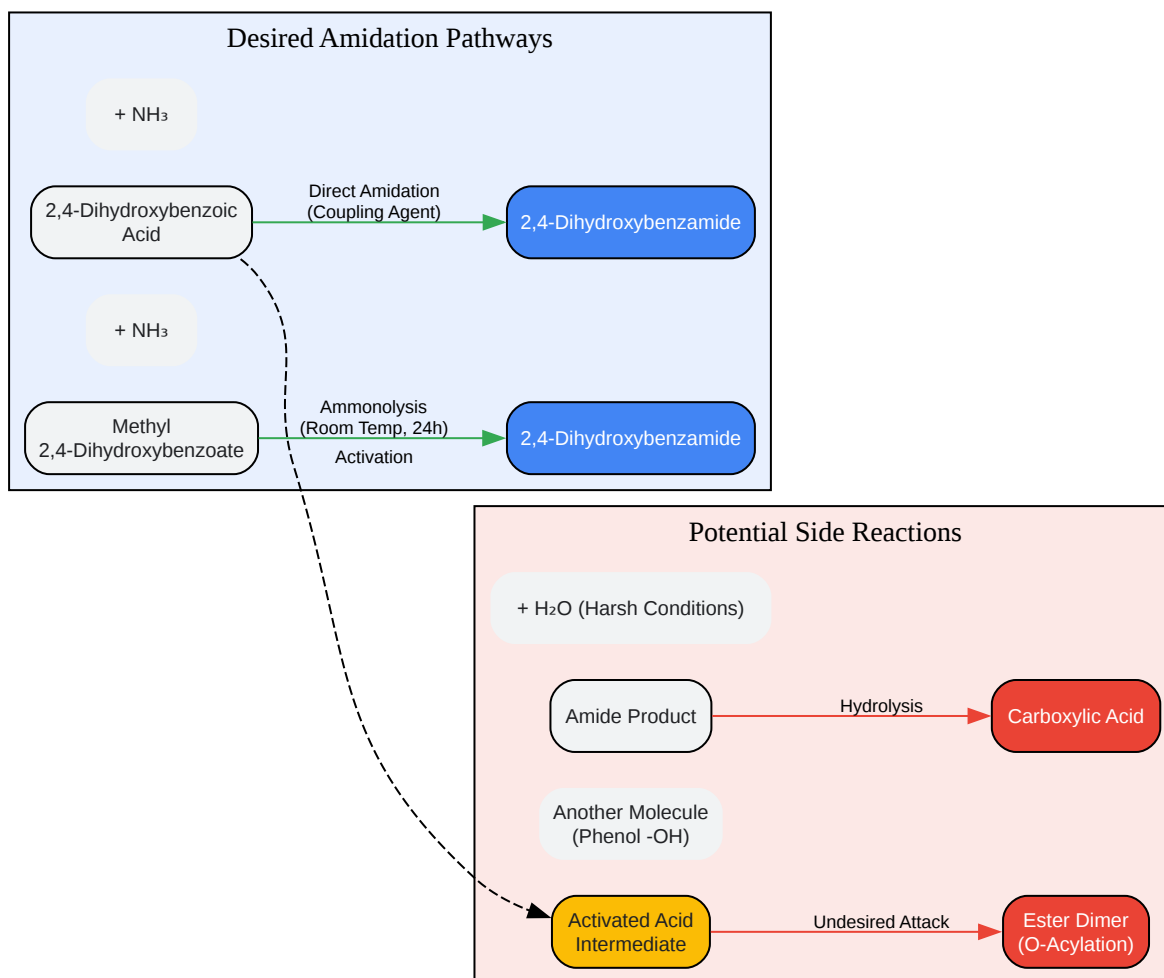 Desired Amidation Pathways
+ NH₃
2,4-Dihydroxybenzoic
Acid
Direct Amidation
(Coupling Agent)
2,4-Dihydroxybenzamide
+ NH₃
Methyl
2,4-Dihydroxybenzoate
Ammonolysis
(Room Temp, 24h)
Activation
2,4-Dihydroxybenzamide
Potential Side Reactions
+ H₂O (Harsh Conditions)
Amide Product
Hydrolysis
Carboxylic Acid
Another Molecule
(Phenol -OH)
Activated Acid
Intermediate
Undesired Attack
Ester Dimer
(O-Acylation)